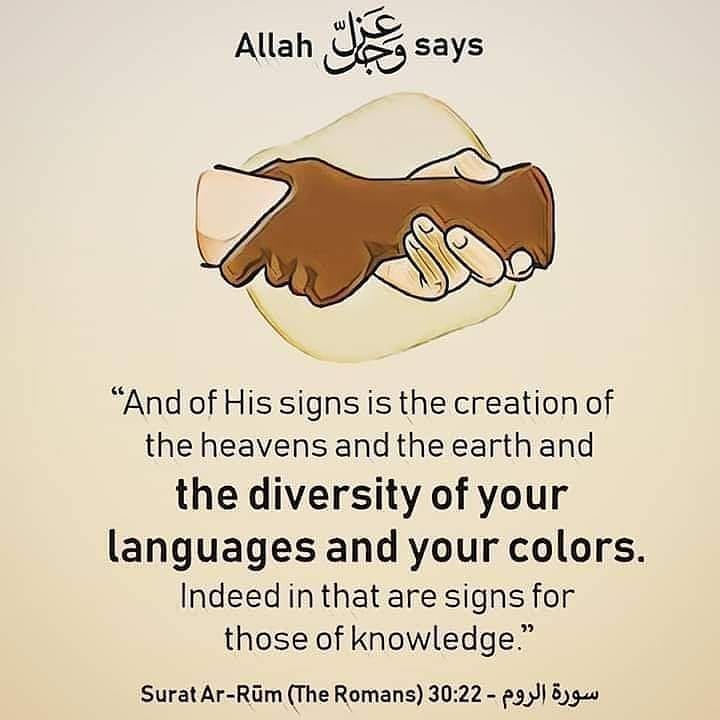 Allah عَزَّ وَجَلَّ says
“And of His signs is the creation of
the heavens and the earth and
the diversity of your
languages and your colors.
Indeed in that are signs for
those of knowledge.”
Surat Ar-Rūm (The Romans) 30:22 - سورة الروم